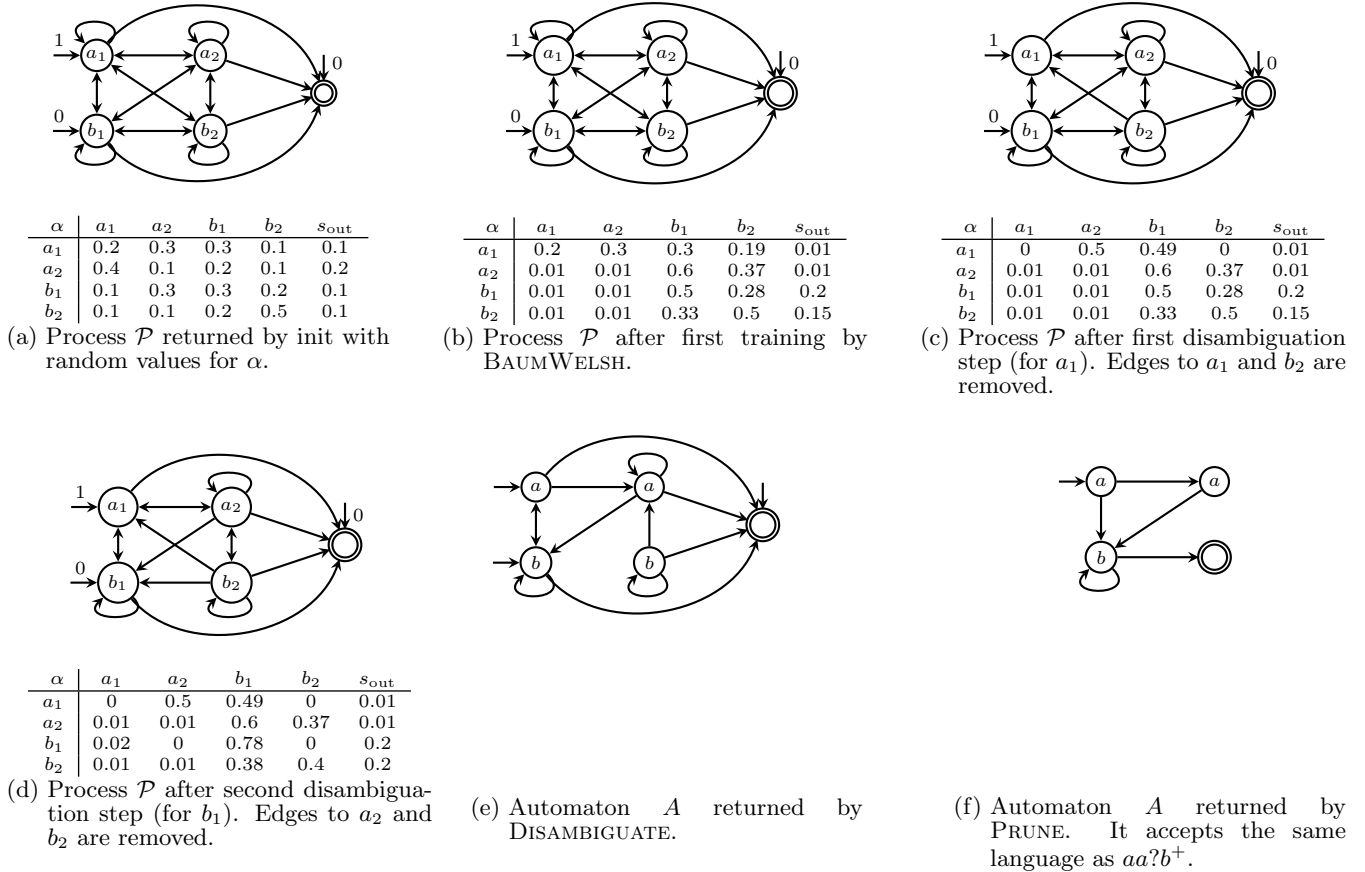 1
a₁
a₂
0
0
b₁
b₂
α a₁ a₂ b₁ b₂ s_out
a₁ 0.2 0.3 0.3 0.1 0.1
a₂ 0.4 0.1 0.2 0.1 0.2
b₁ 0.1 0.3 0.3 0.2 0.1
b₂ 0.1 0.1 0.2 0.5 0.1
(a) Process 𝒫 returned by init with
random values for α.
1
a₁
a₂
0
0
b₁
b₂
α a₁ a₂ b₁ b₂ s_out
a₁ 0.2 0.3 0.3 0.19 0.01
a₂ 0.01 0.01 0.6 0.37 0.01
b₁ 0.01 0.01 0.5 0.28 0.2
b₂ 0.01 0.01 0.33 0.5 0.15
(b) Process 𝒫 after first training by
BAUMWELSH.
1
a₁
a₂
0
0
b₁
b₂
α a₁ a₂ b₁ b₂ s_out
a₁ 0 0.5 0.49 0 0.01
a₂ 0.01 0.01 0.6 0.37 0.01
b₁ 0.01 0.01 0.5 0.28 0.2
b₂ 0.01 0.01 0.33 0.5 0.15
(c) Process 𝒫 after first disambiguation
step (for a₁). Edges to a₁ and b₂ are
removed.
1
a₁
a₂
0
0
b₁
b₂
α a₁ a₂ b₁ b₂ s_out
a₁ 0 0.5 0.49 0 0.01
a₂ 0.01 0.01 0.6 0.37 0.01
b₁ 0.02 0 0.78 0 0.2
b₂ 0.01 0.01 0.38 0.4 0.2
(d) Process 𝒫 after second disambigua-
tion step (for b₁). Edges to a₂ and
b₂ are removed.
a
a
b
b
(e) Automaton A returned by
DISAMBIGUATE.
a
a
b
(f) Automaton A returned by
PRUNE. It accepts the same
language as aa?b⁺.